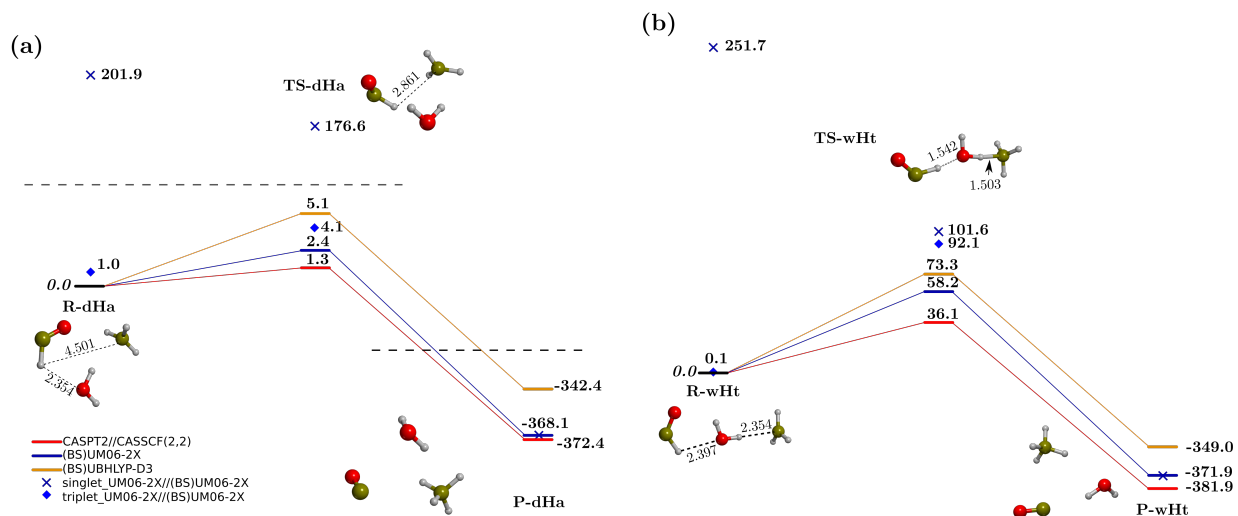 (a)
201.9
TS-dHa
2.861
176.6
5.1
4.1
2.4
1.3
1.0
0.0
R-dHa
4.501
2.354
-342.4
-368.1
-372.4
P-dHa
CASPT2//CASSCF(2,2)
(BS)UM06-2X
(BS)UBHLYP-D3
singlet_UM06-2X//(BS)UM06-2X
triplet_UM06-2X//(BS)UM06-2X
(b)
251.7
TS-wHt
1.542
1.503
101.6
92.1
73.3
58.2
36.1
0.1
0.0
R-wHt
2.354
2.397
-349.0
-371.9
-381.9
P-wHt